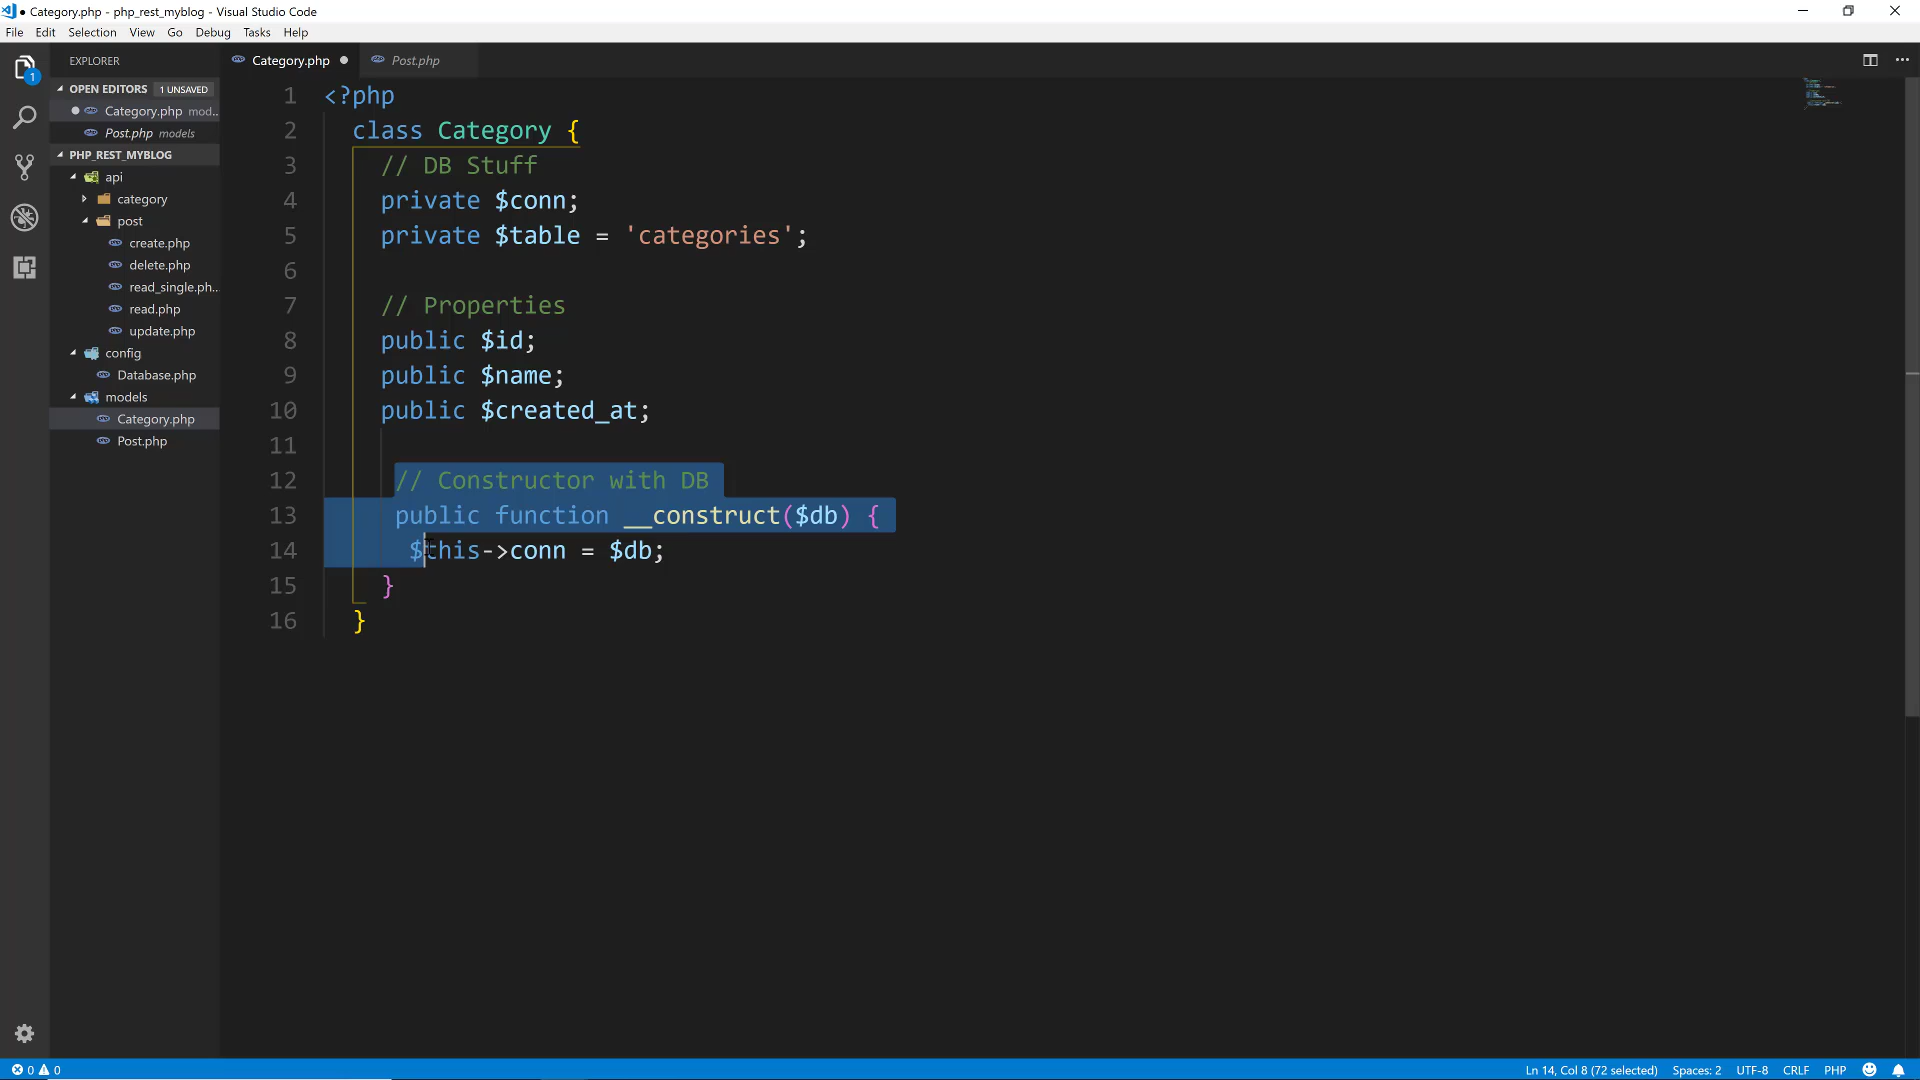 Category.php - php_rest_myblog - Visual Studio Code
File Edit Selection View Go Debug Tasks Help
EXPLORER
OPEN EDITORS 1 UNSAVED
Category.php mod...
Post.php models
PHP_REST_MYBLOG
api
category
post
create.php
delete.php
read_single.ph...
read.php
update.php
config
Database.php
models
Category.php
Post.php
1
Category.php Post.php
1 <?php
2 class Category {
3 // DB Stuff
4 private $conn;
5 private $table = 'categories';
6
7 // Properties
8 public $id;
9 public $name;
10 public $created_at;
11
12 // Constructor with DB
13 public function __construct($db) {
14 $this->conn = $db;
15 }
16 }
0 0 Ln 14, Col 8 (72 selected) Spaces: 2 UTF-8 CRLF PHP